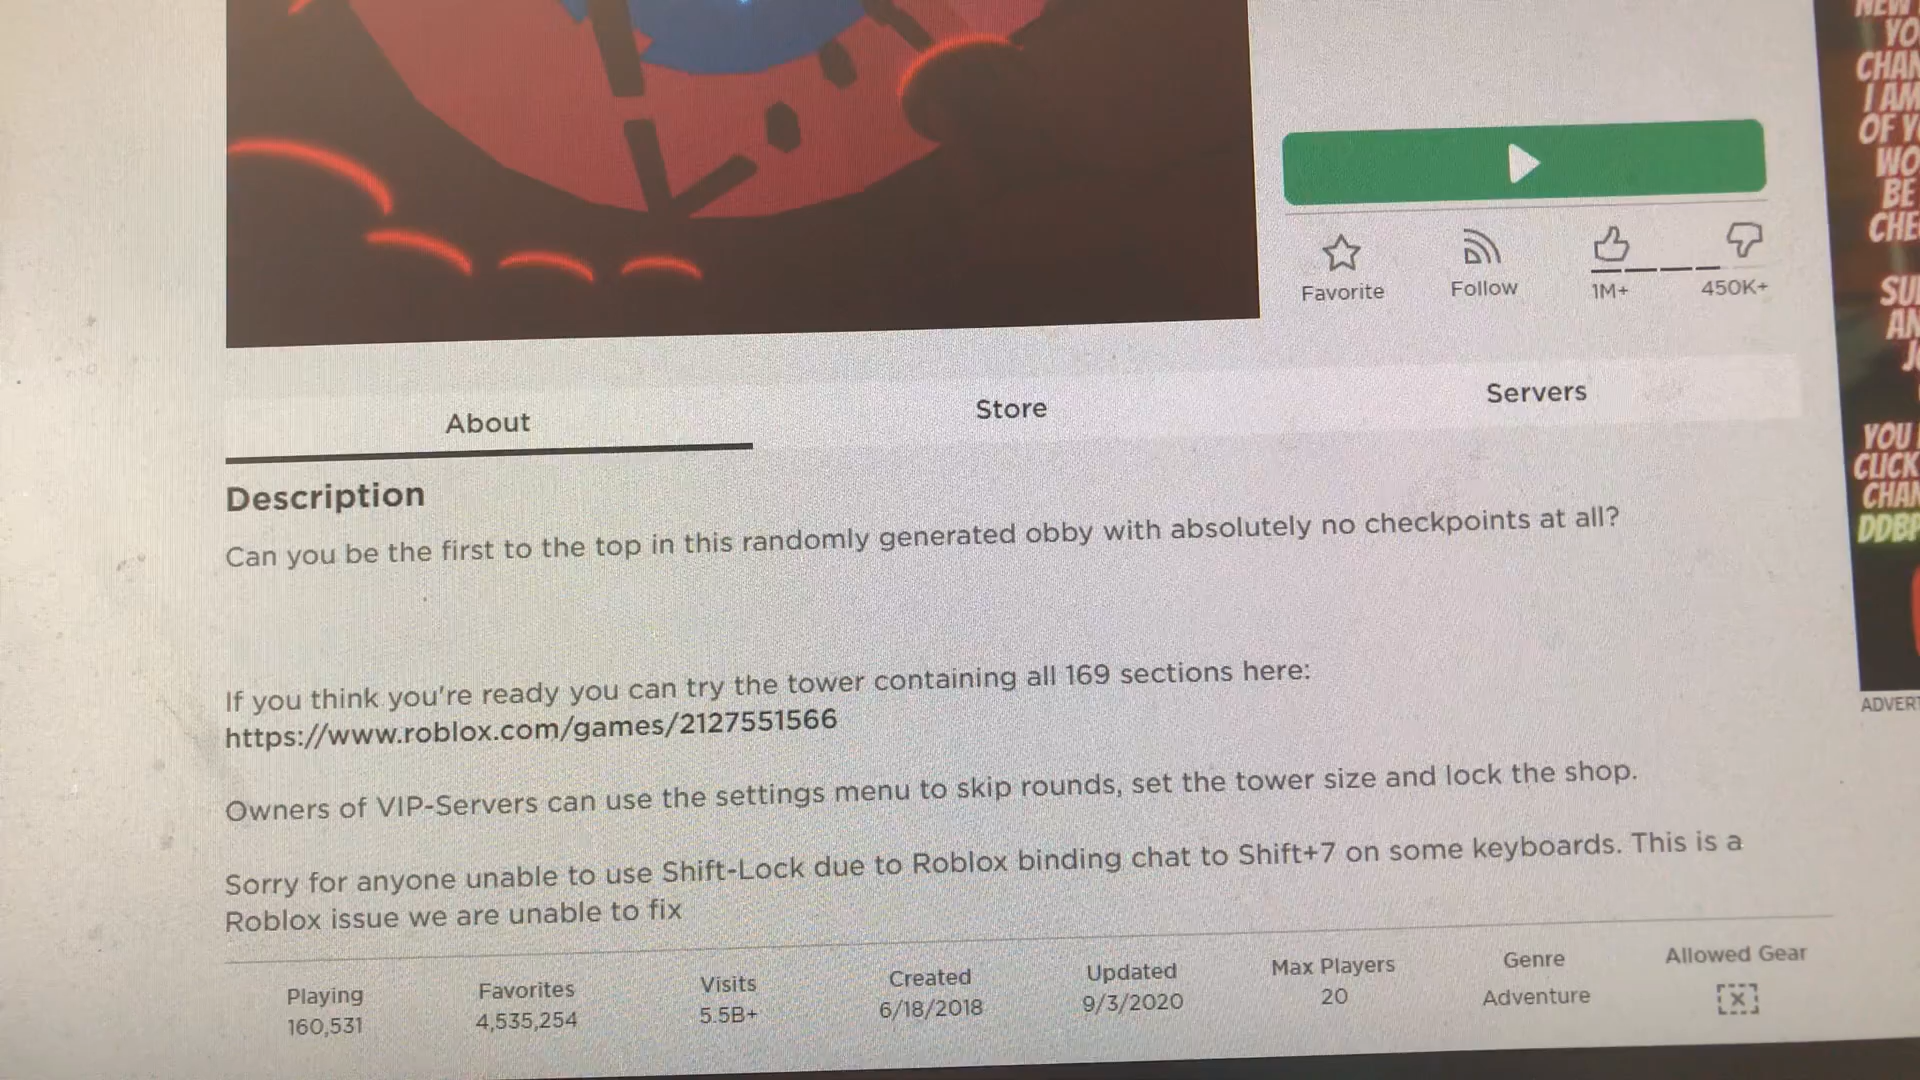 Favorite
Follow
1M+
450K+
About
Store
Servers
Description
Can you be the first to the top in this randomly generated obby with absolutely no checkpoints at all?
If you think you're ready you can try the tower containing all 169 sections here:
https://www.roblox.com/games/2127551566
Owners of VIP-Servers can use the settings menu to skip rounds, set the tower size and lock the shop.
Sorry for anyone unable to use Shift-Lock due to Roblox binding chat to Shift+7 on some keyboards. This is a
Roblox issue we are unable to fix
Playing
160,531
Favorites
4,535,254
Visits
5.5B+
Created
6/18/2018
Updated
9/3/2020
Max Players
20
Genre
Adventure
Allowed Gear
NEW
I AM
YOU
CLICK